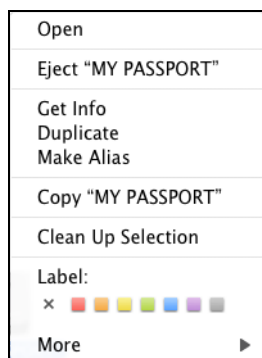 Open
Eject “MY PASSPORT”
Get Info
Duplicate
Make Alias
Copy “MY PASSPORT”
Clean Up Selection
Label:
×
More